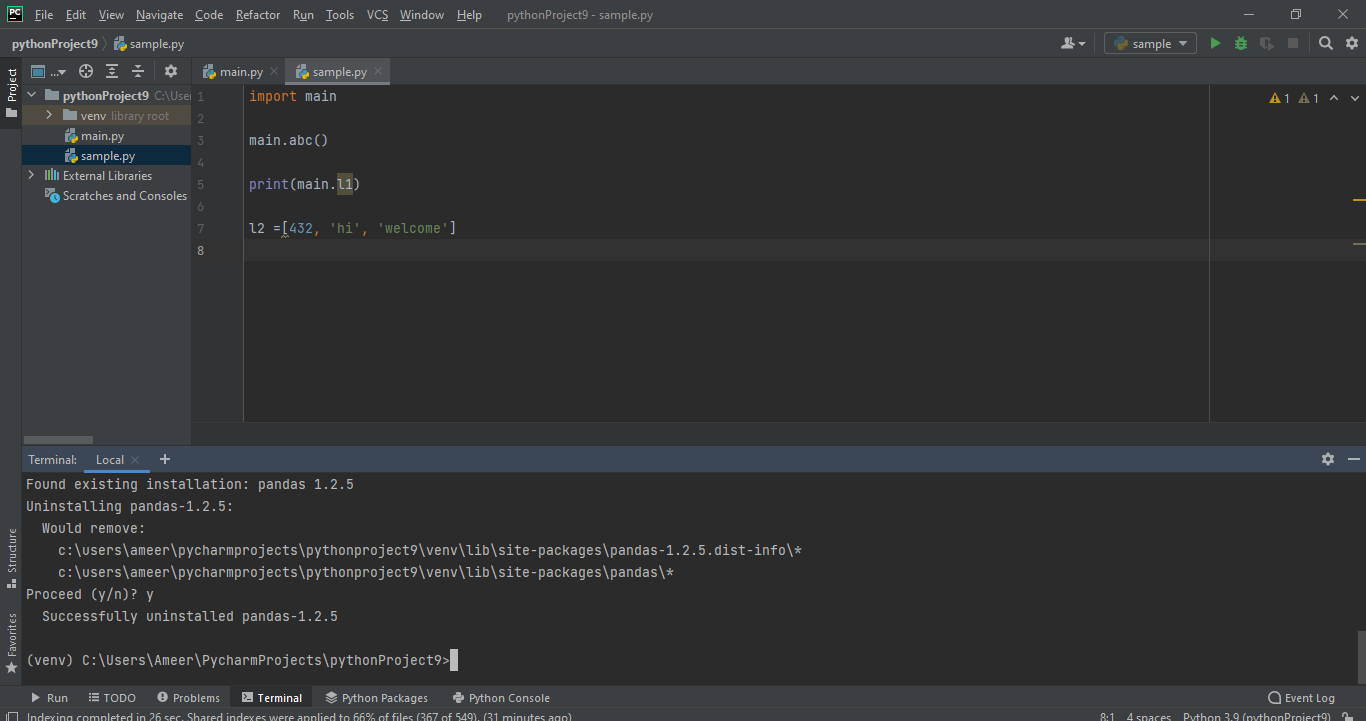 PC File Edit View Navigate Code Refactor Run Tools VCS Window Help pythonProject9 - sample.py
pythonProject9 sample.py sample
Project ... main.py sample.py
pythonProject9 C:\User
venv library root
main.py
sample.py
External Libraries
Scratches and Consoles
1 import main
2
3 main.abc()
4
5 print(main.l1)
6
7 l2 =[432, 'hi', 'welcome']
8
1 1
Terminal: Local
Found existing installation: pandas 1.2.5
Uninstalling pandas-1.2.5:
Would remove:
c:\users\ameer\pycharmprojects\pythonproject9\venv\lib\site-packages\pandas-1.2.5.dist-info\*
c:\users\ameer\pycharmprojects\pythonproject9\venv\lib\site-packages\pandas\*
Proceed (y/n)? y
Successfully uninstalled pandas-1.2.5
(venv) C:\Users\Ameer\PycharmProjects\pythonProject9>
Structure
Favorites
Run TODO Problems Terminal Python Packages Python Console Event Log
Indexing completed in 26 sec. Shared indexes were applied to 66% of files (367 of 549). (31 minutes ago) 8:1 4 spaces Python 3.9 (pythonProject9)